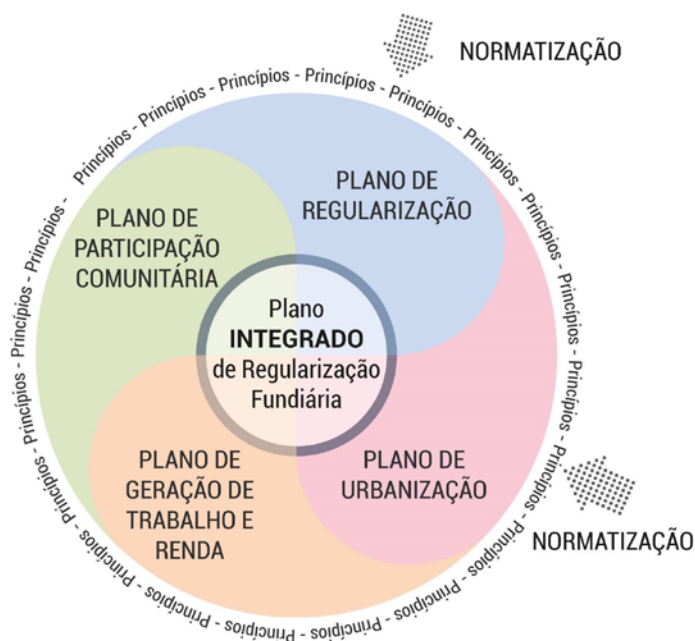 NORMATIZAÇÃO
Princípios - Princípios - Princípios - Princípios - Princípios - Princípios - Princípios - Princípios - Princípios - Princípios - Princípios - Princípios - Princípios - Princípios - Princípios - Princípios - Princípios - Princípios - Princípios - Princípios -
PLANO DE
REGULARIZAÇÃO
PLANO DE
PARTICIPAÇÃO
COMUNITÁRIA
Plano
INTEGRADO
de Regularização
Fundiária
PLANO DE
GERAÇÃO DE
TRABALHO E
RENDA
PLANO DE
URBANIZAÇÃO
NORMATIZAÇÃO